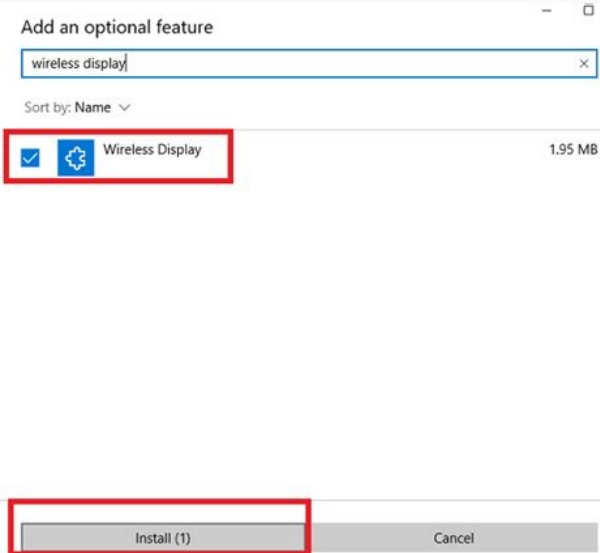 Add an optional feature
wireless display
Sort by: Name
Wireless Display 1.95 MB
Install (1) Cancel